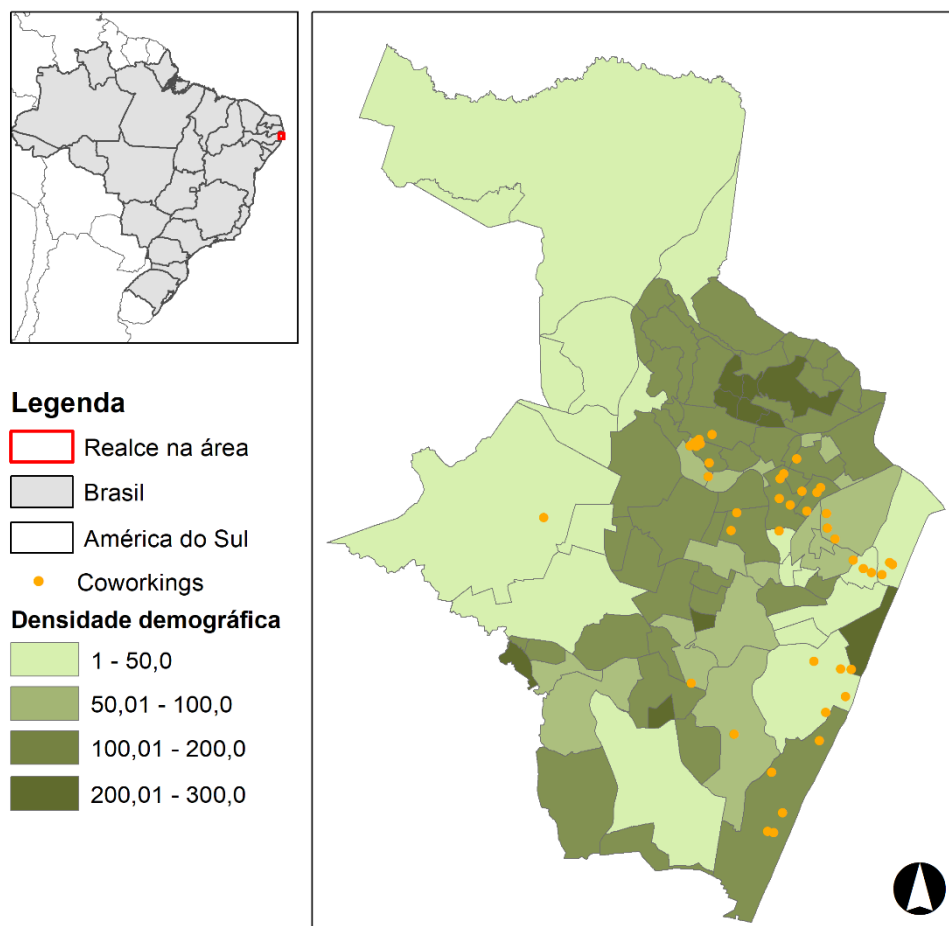 Legenda
Realce na área
Brasil
América do Sul
Coworkings
Densidade demográfica
1 - 50,0
50,01 - 100,0
100,01 - 200,0
200,01 - 300,0